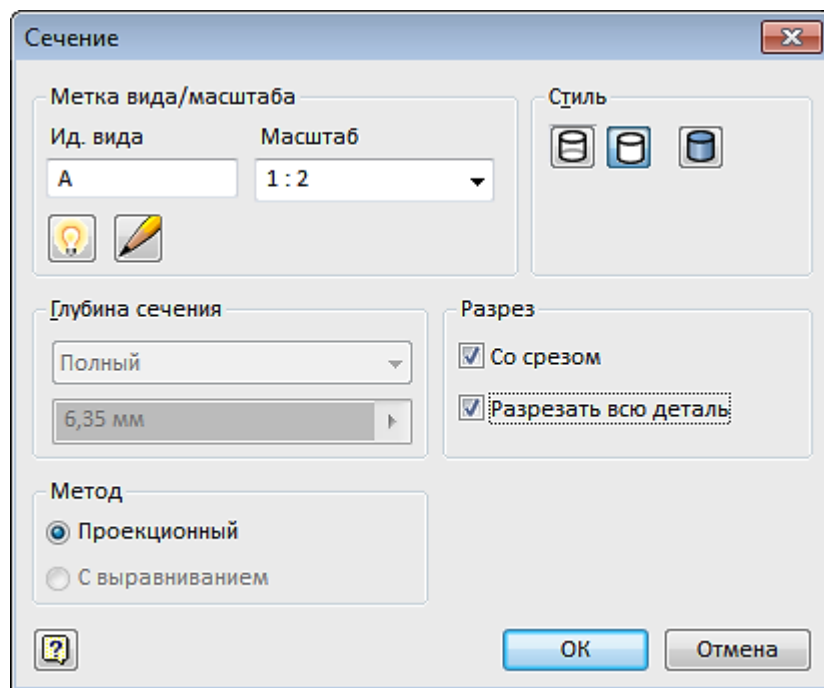 Сечение
Метка вида/масштаба
Ид. вида Масштаб
A 1 : 2
Стиль
Глубина сечения
Полный
6,35 мм
Разрез
Со срезом
Разрезать всю деталь
Метод
Проекционный
С выравниванием
ОК Отмена